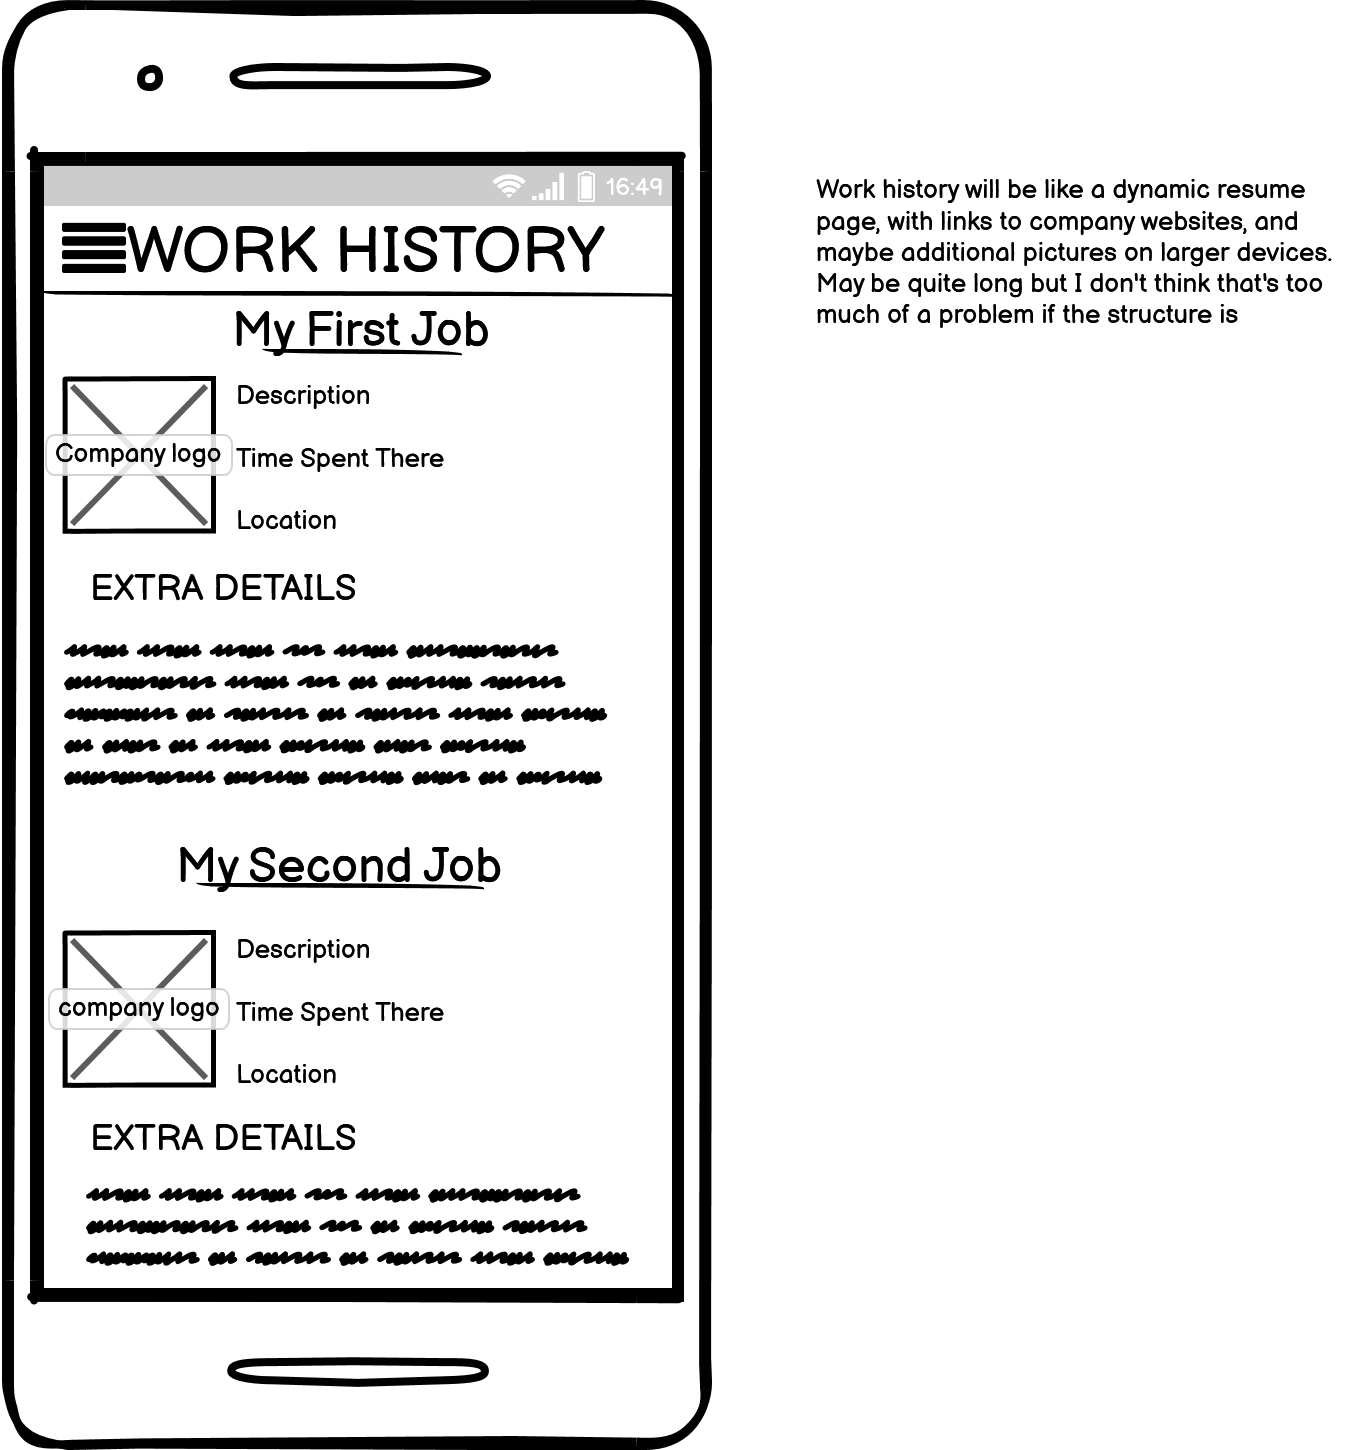 16:49
WORK HISTORY
My First Job
Description
Company logo
Time Spent There
Location
EXTRA DETAILS
My Second Job
Description
company logo
Time Spent There
Location
EXTRA DETAILS
Work history will be like a dynamic resume
page, with links to company websites, and
maybe additional pictures on larger devices.
May be quite long but I don't think that's too
much of a problem if the structure is